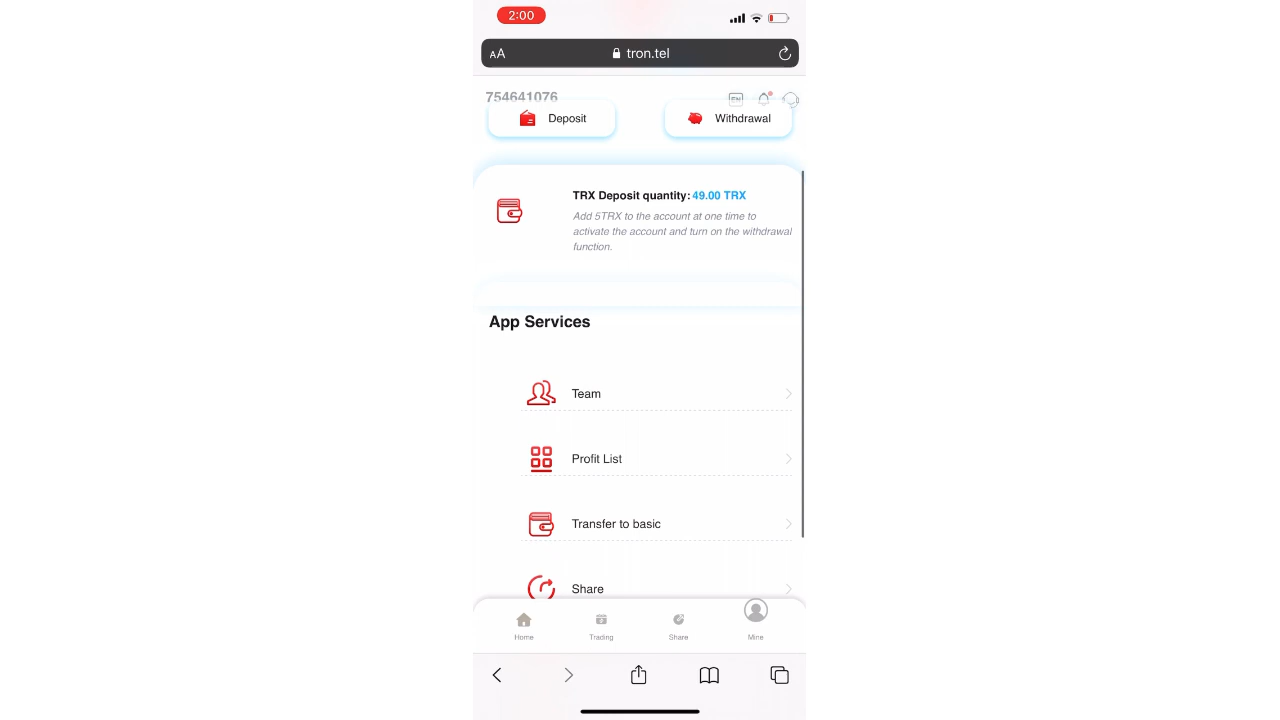 2:00
AA tron.tel
754641076
EN
Deposit
Withdrawal
TRX Deposit quantity: 49.00 TRX
Add 5TRX to the account at one time to
activate the account and turn on the withdrawal
function.
App Services
Team
Profit List
Transfer to basic
Share
Home
Trading
Share
Mine